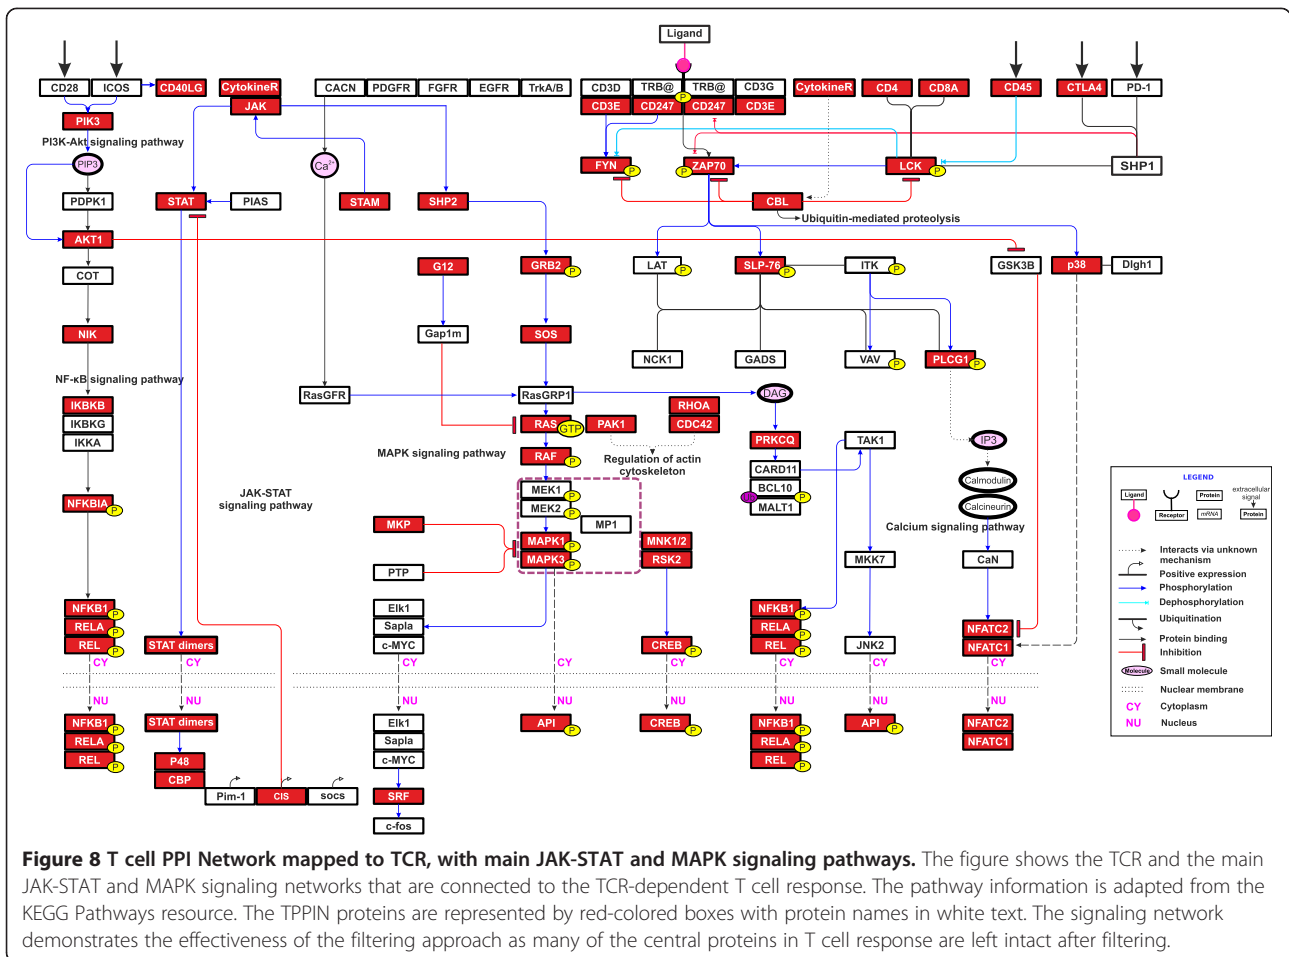 Ligand
CD28 ICOS CD40LG CytokineR CACN PDGFR FGFR EGFR TrkA/B CD3D TRB@ TRB@ CD3G CytokineR CD4 CD8A CD45 CTLA4 PD-1
JAK CD3E CD247 P CD247 CD3E
PIK3
PI3K-Akt signaling pathway
PIP3 Ca2+ FYN P P ZAP70 LCK P SHP1
PDPK1 STAT PIAS STAM SHP2 CBL
Ubiquitin-mediated proteolysis
AKT1
COT G12 GRB2 P LAT P SLP-76 P ITK P GSK3B p38 Dlgh1
NIK Gap1m SOS
NCK1 GADS VAV P PLCG1 P
NF-κB signaling pathway
RasGFR RasGRP1 DAG
IKBKB RHOA
IKBKG RAS GTP PAK1 CDC42
IKKA PRKCQ TAK1 IP3
MAPK signaling pathway RAF P Regulation of actin
cytoskeleton
CARD11
MEK1 P BCL10 P Calmodulin
JAK-STAT
signaling pathway
NFKBIA P MEK2 P MALT1 Calcineurin
MKP MP1 Calcium signaling pathway
MAPK1 P MNK1/2
PTP MAPK3 P RSK2 MKK7 CaN
NFKB1 P Elk1 NFKB1 P
RELA P Sapla RELA P NFATC2
REL P STAT dimers c-MYC CREB P REL P JNK2 NFATC1
CY CY CY CY CY CY CY CY
NU NU NU NU NU NU NU NU
NFKB1 P STAT dimers Elk1 API P CREB P NFKB1 P API P NFATC2
RELA P Sapla RELA P NFATC1
REL P P48 c-MYC REL P
CBP
Pim-1 CIS socs SRF
c-fos
LEGEND
Ligand Receptor Protein mRNA extracellular
signal
Protein
Interacts via unknown
mechanism
Positive expression
Phosphorylation
Dephosphorylation
Ubiquitination
Protein binding
Inhibition
Molecule Small molecule
Nuclear membrane
CY Cytoplasm
NU Nucleus
Figure 8 T cell PPI Network mapped to TCR, with main JAK-STAT and MAPK signaling pathways. The figure shows the TCR and the main
JAK-STAT and MAPK signaling networks that are connected to the TCR-dependent T cell response. The pathway information is adapted from the
KEGG Pathways resource. The TPPIN proteins are represented by red-colored boxes with protein names in white text. The signaling network
demonstrates the effectiveness of the filtering approach as many of the central proteins in T cell response are left intact after filtering.